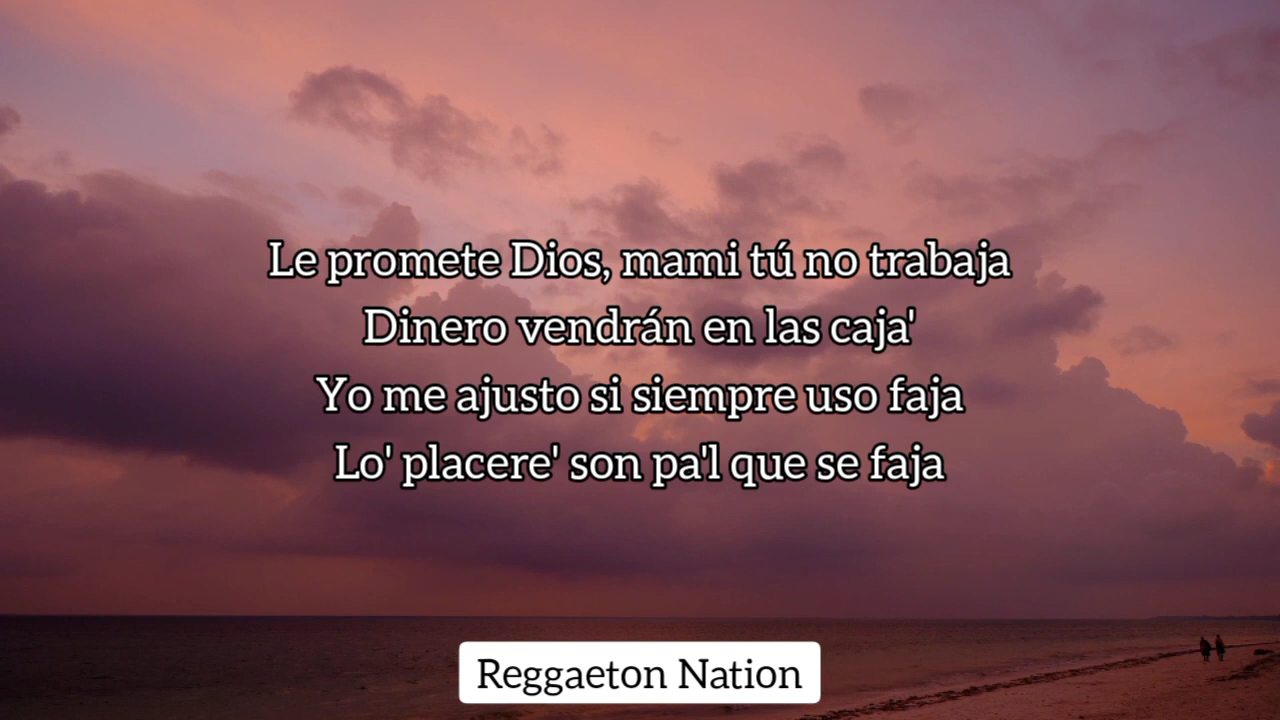 Le promete Dios, mami tú no trabaja
Dinero vendrán en las caja'
Yo me ajusto si siempre uso faja
Lo' placere' son pa'l que se faja
Reggaeton Nation